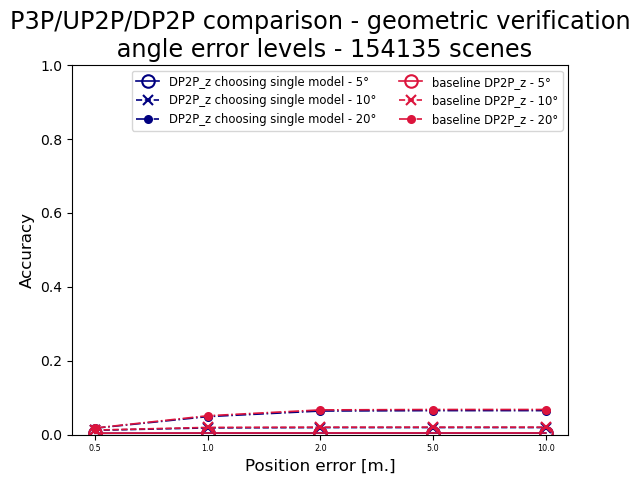 P3P/UP2P/DP2P comparison - geometric verification
angle error levels - 154135 scenes
DP2P_z choosing single model - 5°
DP2P_z choosing single model - 10°
DP2P_z choosing single model - 20°
baseline DP2P_z - 5°
baseline DP2P_z - 10°
baseline DP2P_z - 20°
Accuracy
1.0
0.8
0.6
0.4
0.2
0.0
0.5 1.0 2.0 5.0 10.0
Position error [m.]